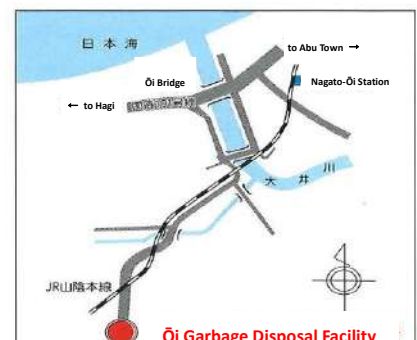 日本海
to Abu Town →
Ōi Bridge
Nagato-Ōi Station
← to Hagi
大井川
JR山陰本線
Ōi Garbage Disposal Facility